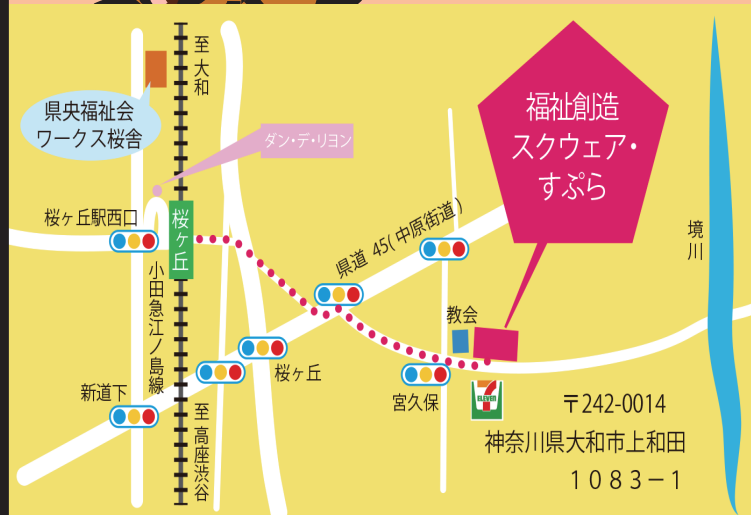 至 大和
県央福祉会
ワークス桜舎
ダン・デ・リヨン
福祉創造
スクウェア・
すぷら
桜ヶ丘駅西口
桜ヶ丘
県道 45(中原街道)
境川
小田急江ノ島線
教会
新道下
桜ヶ丘
宮久保
7
ELEVEN
至 高座渋谷
〒242-0014
神奈川県大和市上和田
１０８３－１